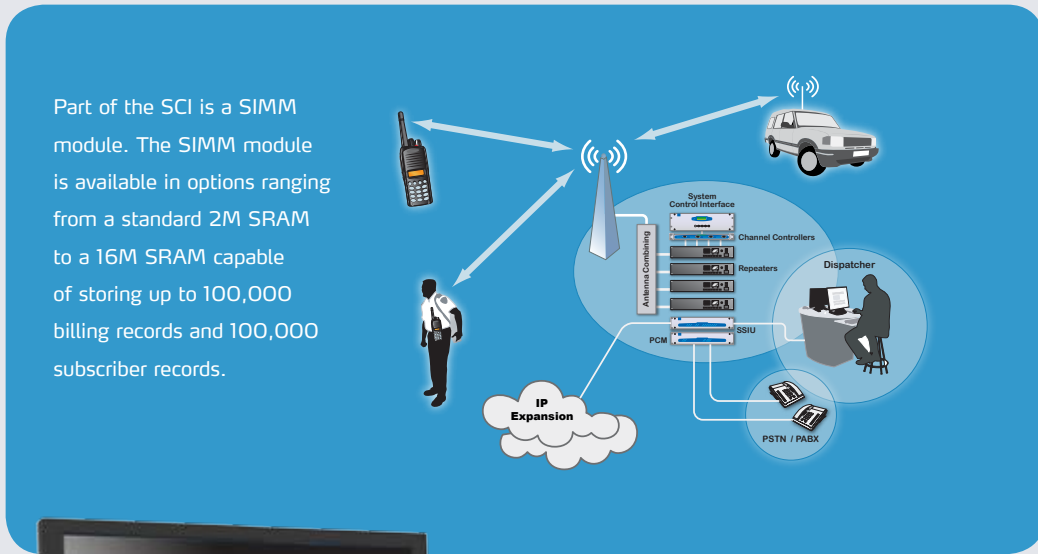 Part of the SCI is a SIMM
module. The SIMM module
is available in options ranging
from a standard 2M SRAM
to a 16M SRAM capable
of storing up to 100,000
billing records and 100,000
subscriber records.
System
Control Interface
Channel Controllers
Antenna Combining
Repeaters
Dispatcher
SSIU
PCM
IP
Expansion
PSTN / PABX